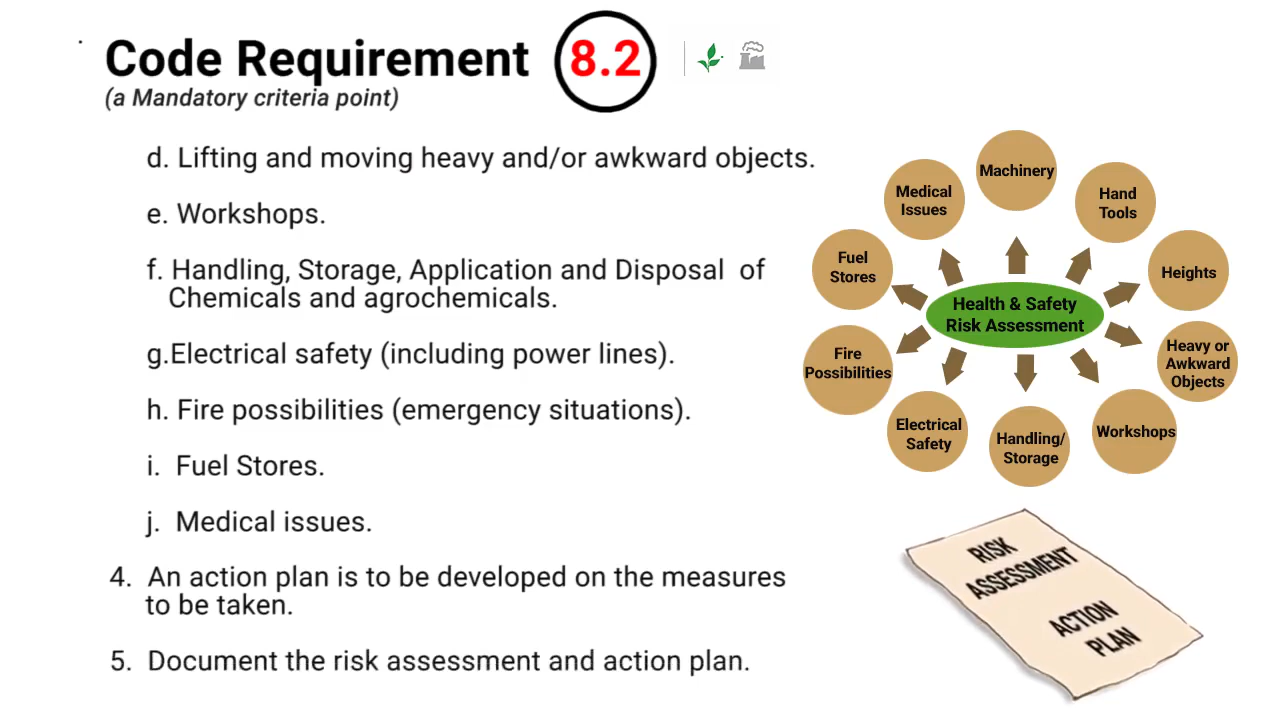 Code Requirement 8.2
(a Mandatory criteria point)
d. Lifting and moving heavy and/or awkward objects.
e. Workshops.
f. Handling, Storage, Application and Disposal of
Chemicals and agrochemicals.
g.Electrical safety (including power lines).
h. Fire possibilities (emergency situations).
i. Fuel Stores.
j. Medical issues.
4. An action plan is to be developed on the measures
to be taken.
5. Document the risk assessment and action plan.
Machinery
Hand
Tools
Heights
Heavy or
Awkward
Objects
Workshops
Handling/
Storage
Electrical
Safety
Fire
Possibilities
Fuel
Stores
Medical
Issues
Health & Safety
Risk Assessment
RISK
ASSESSMENT
ACTION
PLAN